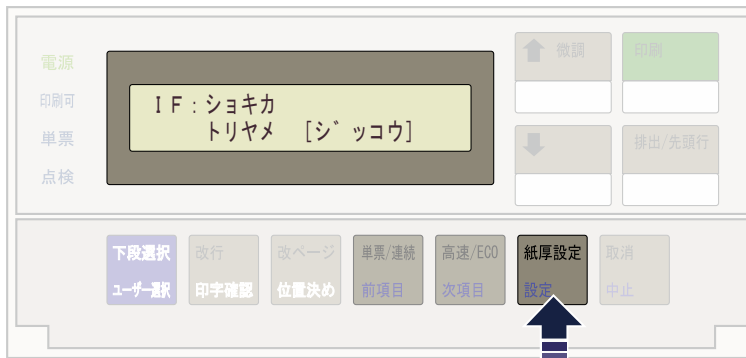 電源
印刷可
単票
点検
IF:ショキカ
トリヤメ [シ゛ッコウ]
微調
印刷
排出/先頭行
下段選択
ユーザー選択
改行
印字確認
改ページ
位置決め
単票/連続
前項目
高速/ECO
次項目
紙厚設定
設定
取消
中止